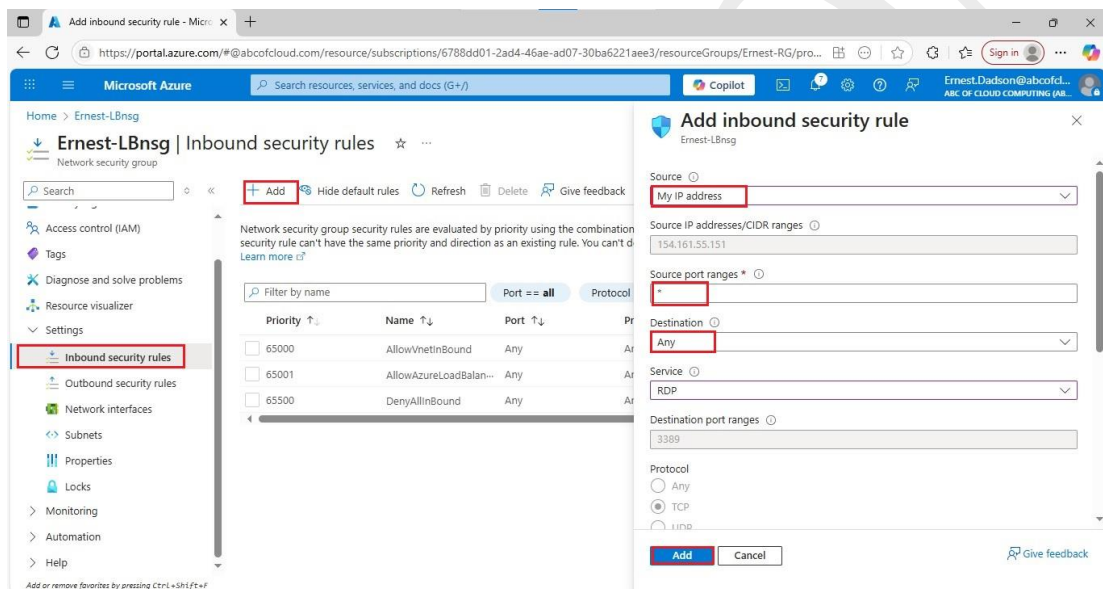 Add inbound security rule - Micro
https://portal.azure.com/#@abcofcloud.com/resource/subscriptions/6788dd01-2ad4-46ae-ad07-30ba6221aee3/resourceGroups/Ernest-RG/pro...
Sign in
Microsoft Azure
Search resources, services, and docs (G+/)
Copilot
7
Ernest.Dadson@abcofcl...
ABC OF CLOUD COMPUTING (AB...
Home > Ernest-LBnsg
Ernest-LBnsg | Inbound security rules
Network security group
Search
Access control (IAM)
Tags
Diagnose and solve problems
Resource visualizer
Settings
Inbound security rules
Outbound security rules
Network interfaces
Subnets
Properties
Locks
Monitoring
Automation
Help
Add or remove favorites by pressing Ctrl+Shift+F
Add
Hide default rules
Refresh
Delete
Give feedback
Network security group security rules are evaluated by priority using the combination
security rule can't have the same priority and direction as an existing rule. You can't d
Learn more
Filter by name
Port == all
Protocol
Priority Name Port Pr
65000 AllowVnetInBound Any Ar
65001 AllowAzureLoadBalan... Any Ar
65500 DenyAllInBound Any Ar
Add inbound security rule
Ernest-LBnsg
Source
My IP address
Source IP addresses/CIDR ranges
154.161.55.151
Source port ranges *
*
Destination
Any
Service
RDP
Destination port ranges
3389
Protocol
Any
TCP
UDP
Add
Cancel
Give feedback